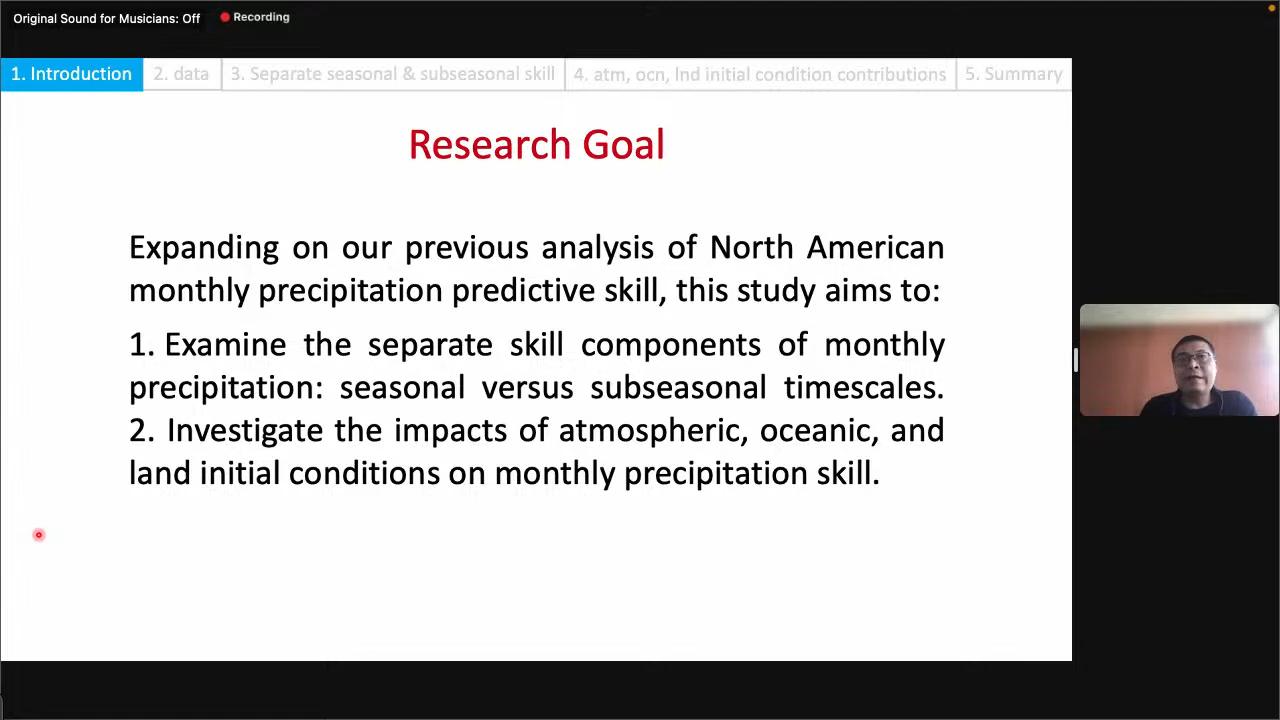 Original Sound for Musicians: Off
Recording
1. Introduction
2. data
3. Separate seasonal & subseasonal skill
4. atm, ocn, lnd initial condition contributions
5. Summary
Research Goal
Expanding on our previous analysis of North American
monthly precipitation predictive skill, this study aims to:
1. Examine the separate skill components of monthly
precipitation: seasonal versus subseasonal timescales.
2. Investigate the impacts of atmospheric, oceanic, and
land initial conditions on monthly precipitation skill.